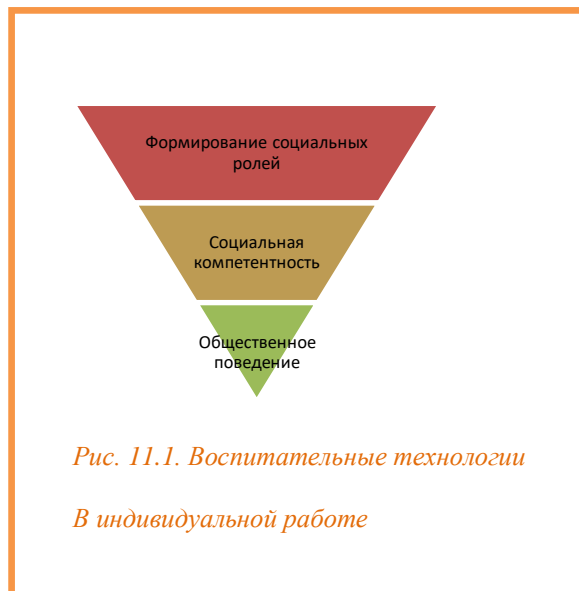 Формирование социальных
ролей
Социальная
компетентность
Общественное
поведение
Рис. 11.1. Воспитательные технологии
В индивидуальной работе